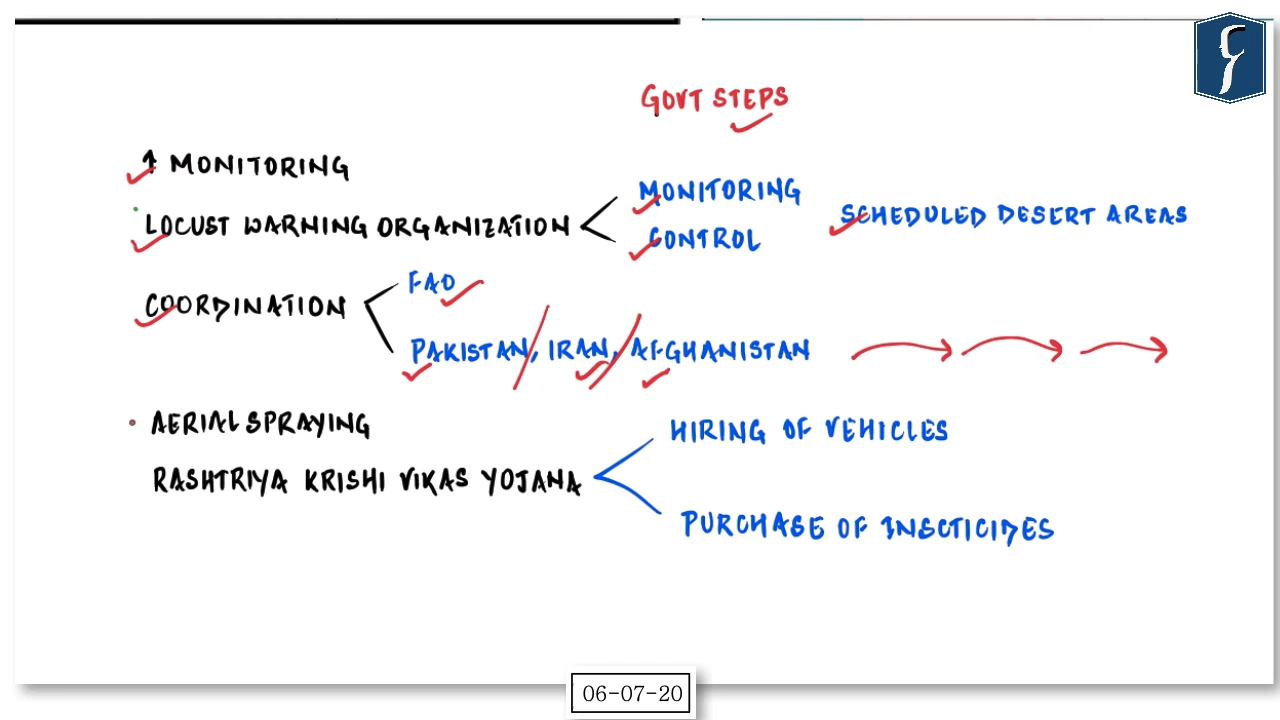 GOVT STEPS
↑ MONITORING
LOCUST WARNING ORGANIZATION
MONITORING
CONTROL
SCHEDULED DESERT AREAS
COORDINATION
FAO
PAKISTAN, IRAN, AFGHANISTAN
AERIAL SPRAYING
RASHTRIYA KRISHI VIKAS YOJANA
HIRING OF VEHICLES
PURCHASE OF INSECTICIDES
06-07-20